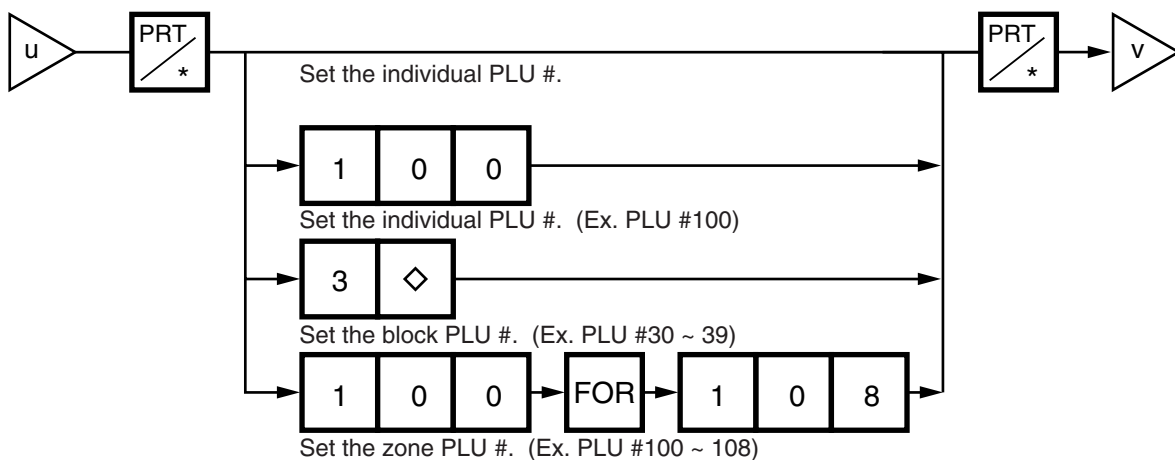 u PRT * PRT * v
Set the individual PLU #.
1 0 0
Set the individual PLU #. (Ex. PLU #100)
3 ◇
Set the block PLU #. (Ex. PLU #30 ~ 39)
1 0 0 FOR 1 0 8
Set the zone PLU #. (Ex. PLU #100 ~ 108)